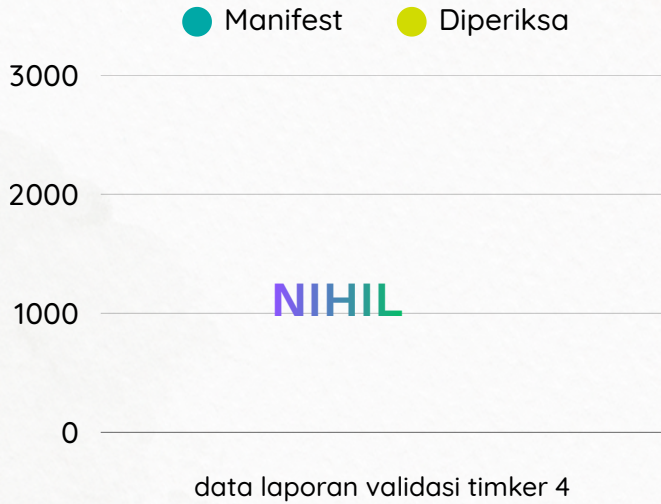 Manifest Diperiksa
3000
2000
NIHIL
1000
0
data laporan validasi timker 4